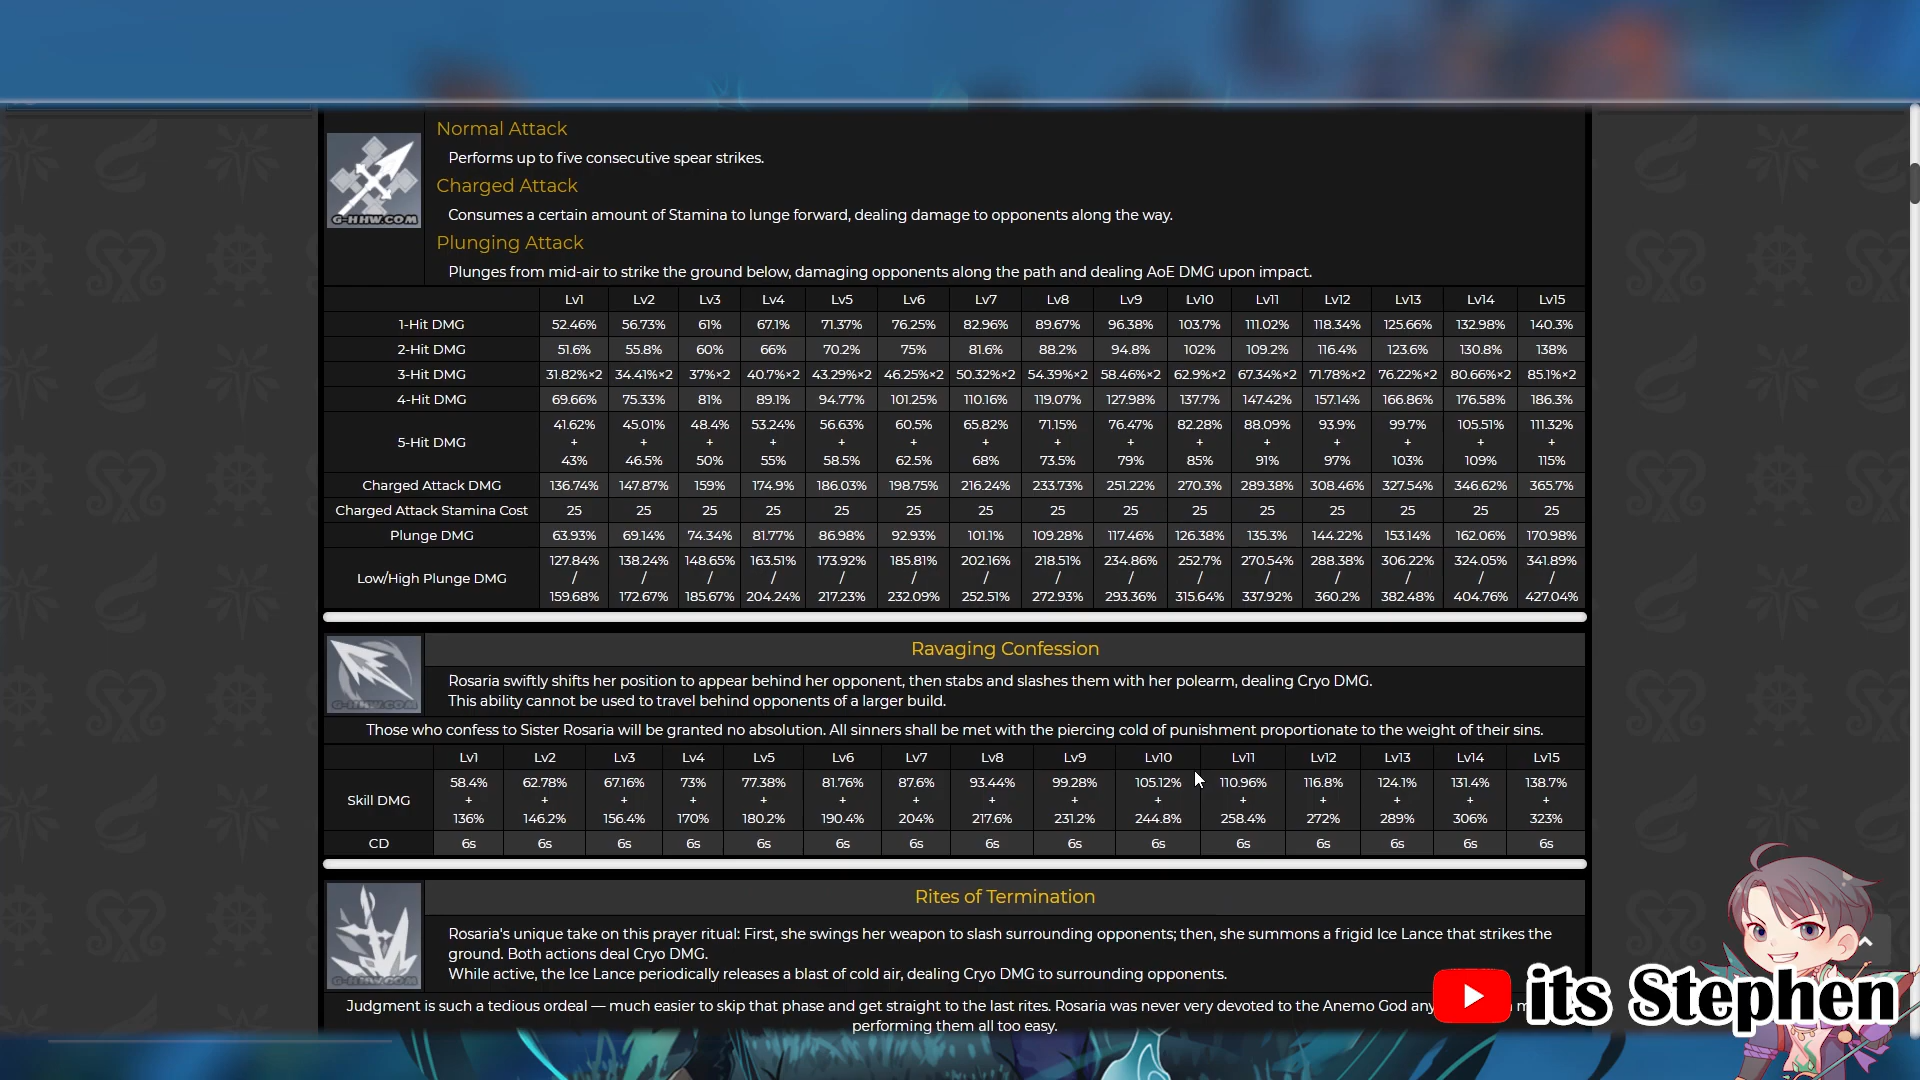 Normal Attack
Performs up to five consecutive spear strikes.
Charged Attack
Consumes a certain amount of Stamina to lunge forward, dealing damage to opponents along the way.
G-HHW.COM
Plunging Attack
Plunges from mid-air to strike the ground below, damaging opponents along the path and dealing AoE DMG upon impact.
Lv1 Lv2 Lv3 Lv4 Lv5 Lv6 Lv7 Lv8 Lv9 Lv10 Lv11 Lv12 Lv13 Lv14 Lv15
1-Hit DMG 52.46% 56.73% 61% 67.1% 71.37% 76.25% 82.96% 89.67% 96.38% 103.7% 111.02% 118.34% 125.66% 132.98% 140.3%
2-Hit DMG 51.6% 55.8% 60% 66% 70.2% 75% 81.6% 88.2% 94.8% 102% 109.2% 116.4% 123.6% 130.8% 138%
3-Hit DMG 31.82%×2 34.41%×2 37%×2 40.7%×2 43.29%×2 46.25%×2 50.32%×2 54.39%×2 58.46%×2 62.9%×2 67.34%×2 71.78%×2 76.22%×2 80.66%×2 85.1%×2
4-Hit DMG 69.66% 75.33% 81% 89.1% 94.77% 101.25% 110.16% 119.07% 127.98% 137.7% 147.42% 157.14% 166.86% 176.58% 186.3%
41.62% 45.01% 48.4% 53.24% 56.63% 60.5% 65.82% 71.15% 76.47% 82.28% 88.09% 93.9% 99.7% 105.51% 111.32%
5-Hit DMG + + + + + + + + + + + + + + +
43% 46.5% 50% 55% 58.5% 62.5% 68% 73.5% 79% 85% 91% 97% 103% 109% 115%
Charged Attack DMG 136.74% 147.87% 159% 174.9% 186.03% 198.75% 216.24% 233.73% 251.22% 270.3% 289.38% 308.46% 327.54% 346.62% 365.7%
Charged Attack Stamina Cost 25 25 25 25 25 25 25 25 25 25 25 25 25 25 25
Plunge DMG 63.93% 69.14% 74.34% 81.77% 86.98% 92.93% 101.1% 109.28% 117.46% 126.38% 135.3% 144.22% 153.14% 162.06% 170.98%
127.84% 138.24% 148.65% 163.51% 173.92% 185.81% 202.16% 218.51% 234.86% 252.7% 270.54% 288.38% 306.22% 324.05% 341.89%
Low/High Plunge DMG / / / / / / / / / / / / / / /
159.68% 172.67% 185.67% 204.24% 217.23% 232.09% 252.51% 272.93% 293.36% 315.64% 337.92% 360.2% 382.48% 404.76% 427.04%
Ravaging Confession
Rosaria swiftly shifts her position to appear behind her opponent, then stabs and slashes them with her polearm, dealing Cryo DMG.
This ability cannot be used to travel behind opponents of a larger build.
G-HHW.COM
Those who confess to Sister Rosaria will be granted no absolution. All sinners shall be met with the piercing cold of punishment proportionate to the weight of their sins.
Lv1 Lv2 Lv3 Lv4 Lv5 Lv6 Lv7 Lv8 Lv9 Lv10 Lv11 Lv12 Lv13 Lv14 Lv15
58.4% 62.78% 67.16% 73% 77.38% 81.76% 87.6% 93.44% 99.28% 105.12% 110.96% 116.8% 124.1% 131.4% 138.7%
Skill DMG + + + + + + + + + + + + + + +
136% 146.2% 156.4% 170% 180.2% 190.4% 204% 217.6% 231.2% 244.8% 258.4% 272% 289% 306% 323%
CD 6s 6s 6s 6s 6s 6s 6s 6s 6s 6s 6s 6s 6s 6s 6s
Rites of Termination
Rosaria's unique take on this prayer ritual: First, she swings her weapon to slash surrounding opponents; then, she summons a frigid Ice Lance that strikes the
ground. Both actions deal Cryo DMG.
While active, the Ice Lance periodically releases a blast of cold air, dealing Cryo DMG to surrounding opponents.
G-HHW.COM
Judgment is such a tedious ordeal — much easier to skip that phase and get straight to the last rites. Rosaria was never very devoted to the Anemo God
performing them all too easy.
its Stephen